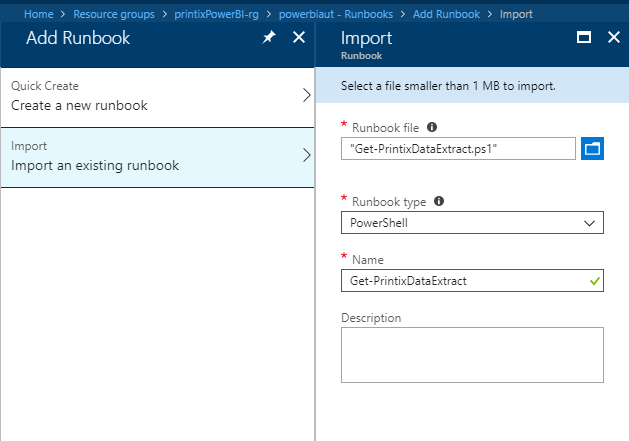 Home > Resource groups > printixPowerBI-rg > powerbiaut - Runbooks > Add Runbook > Import
Add Runbook
Quick Create
Create a new runbook
Import
Import an existing runbook
Import
Runbook
Select a file smaller than 1 MB to import.
* Runbook file
"Get-PrintixDataExtract.ps1"
* Runbook type
PowerShell
* Name
Get-PrintixDataExtract
Description